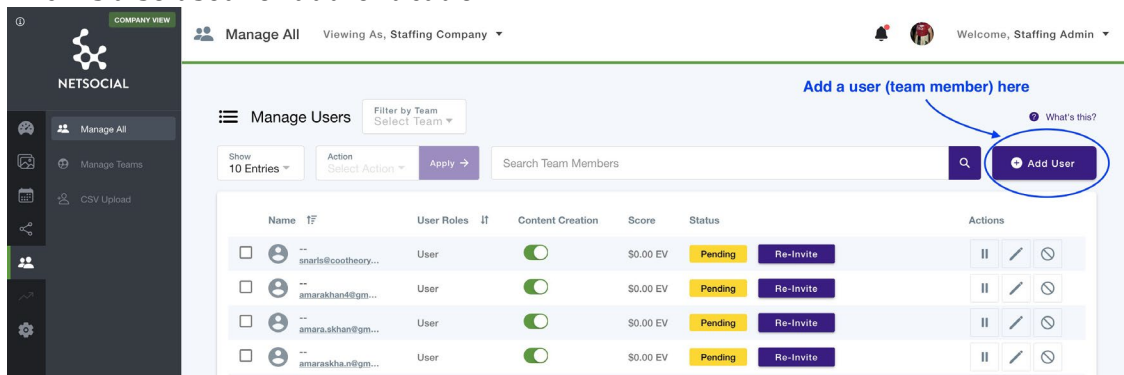 COMPANY VIEW
NETSOCIAL
Manage All
Viewing As, Staffing Company
Welcome, Staffing Admin
Manage All
Manage Teams
CSV Upload
Add a user (team member) here
Manage Users
Filter by Team
Select Team
What's this?
Show
10 Entries
Action
Select Action
Apply →
Search Team Members
Add User
Name User Roles Content Creation Score Status Actions
--
snarls@cootheory... User $0.00 EV Pending Re-Invite
--
amarakhan4@gm... User $0.00 EV Pending Re-Invite
--
amara.skhan@gm... User $0.00 EV Pending Re-Invite
--
amaraskha.n@gm... User $0.00 EV Pending Re-Invite